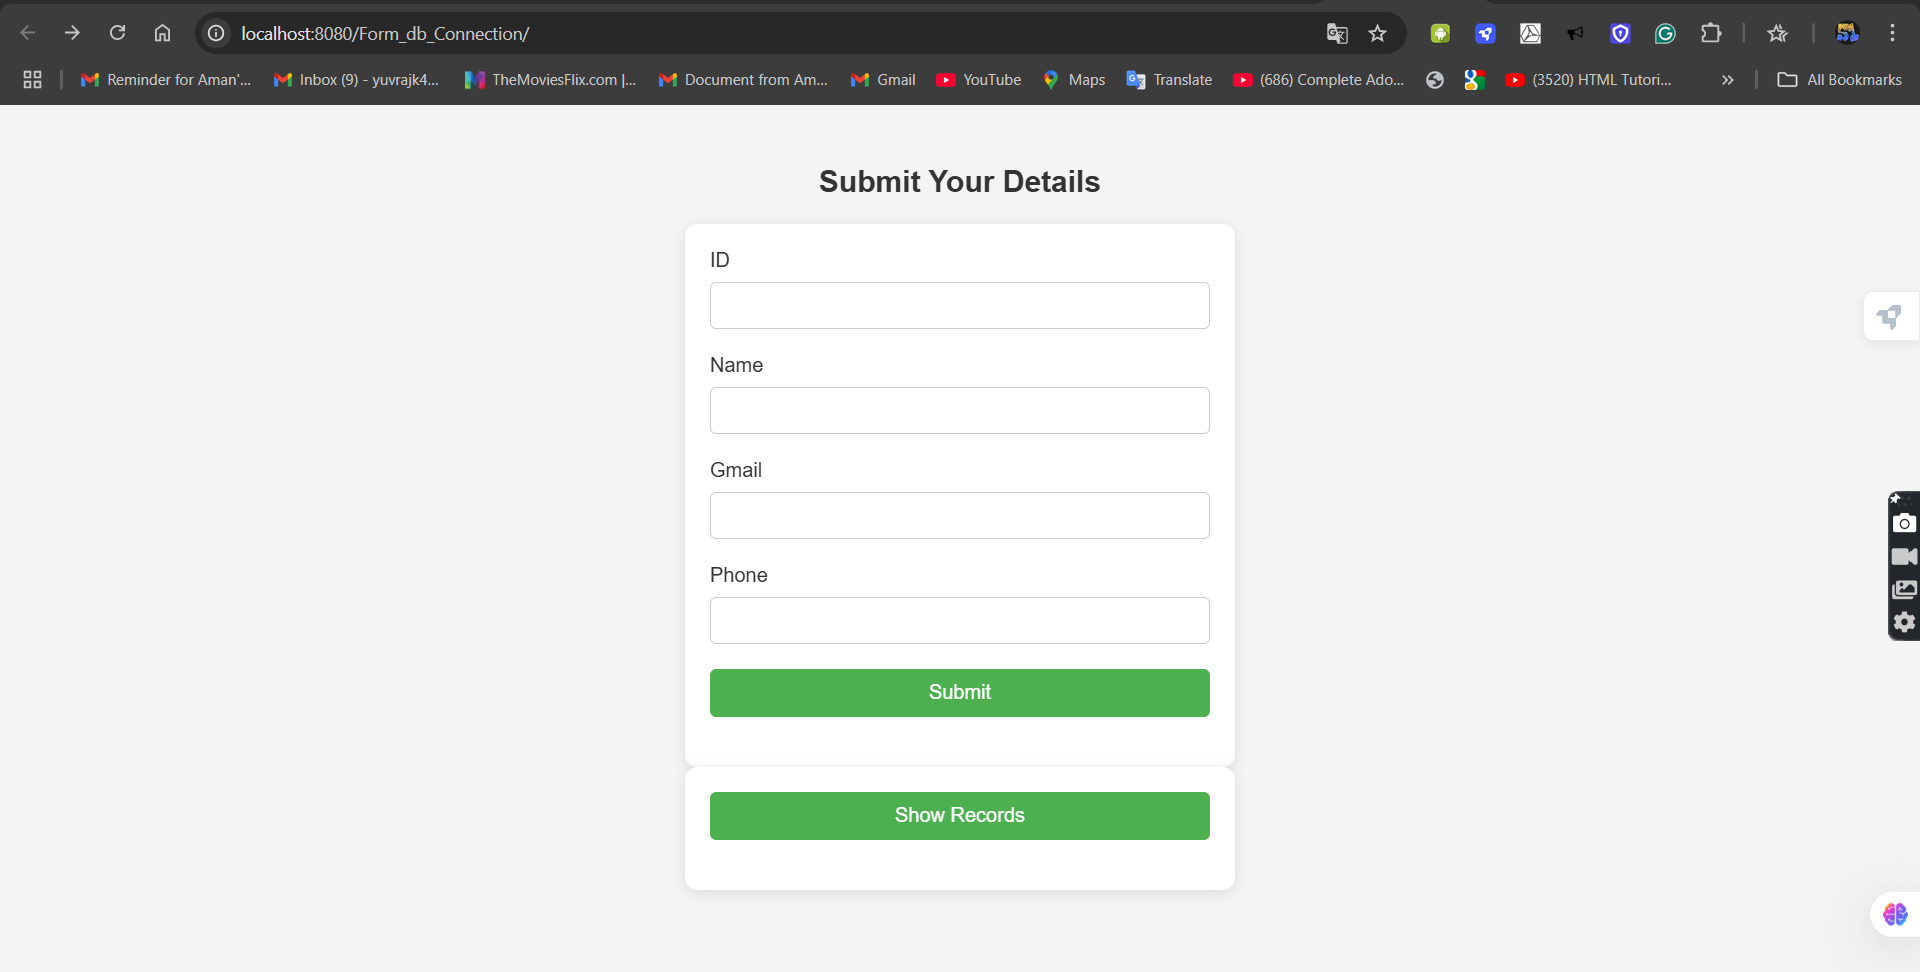 localhost:8080/Form_db_Connection/
Reminder for Aman'... Inbox (9) - yuvrajk4... TheMoviesFlix.com |... Document from Am... Gmail YouTube Maps Translate (686) Complete Ado... (3520) HTML Tutori... » All Bookmarks
Submit Your Details
ID
Name
Gmail
Phone
Submit
Show Records